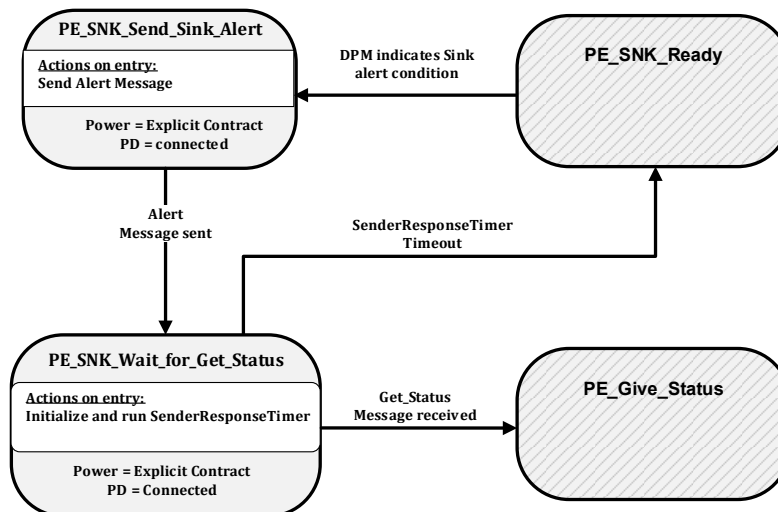 PE_SNK_Send_Sink_Alert
Actions on entry:
Send Alert Message
Power = Explicit Contract
PD = connected
DPM indicates Sink
alert condition
PE_SNK_Ready
Alert
Message sent
SenderResponseTimer
Timeout
PE_SNK_Wait_for_Get_Status
Actions on entry:
Initialize and run SenderResponseTimer
Power = Explicit Contract
PD = Connected
Get_Status
Message received
PE_Give_Status